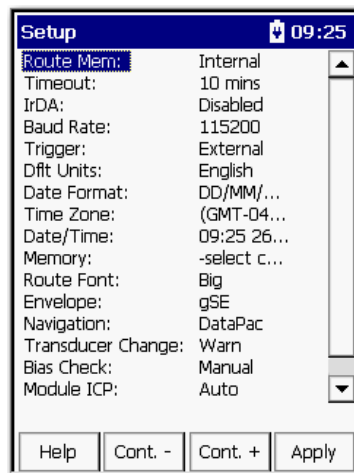 Setup 09:25
Route Mem: Internal
Timeout: 10 mins
IrDA: Disabled
Baud Rate: 115200
Trigger: External
Dflt Units: English
Date Format: DD/MM/...
Time Zone: (GMT-04...
Date/Time: 09:25 26...
Memory: -select c...
Route Font: Big
Envelope: gSE
Navigation: DataPac
Transducer Change: Warn
Bias Check: Manual
Module ICP: Auto
Help Cont. - Cont. + Apply